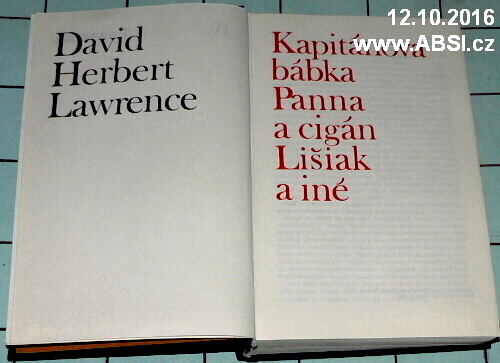 12.10.2016
www.ABSI.cz
David
Herbert
Lawrence
Kapitánova
bábka
Panna
a cigán
Lišiak
a iné